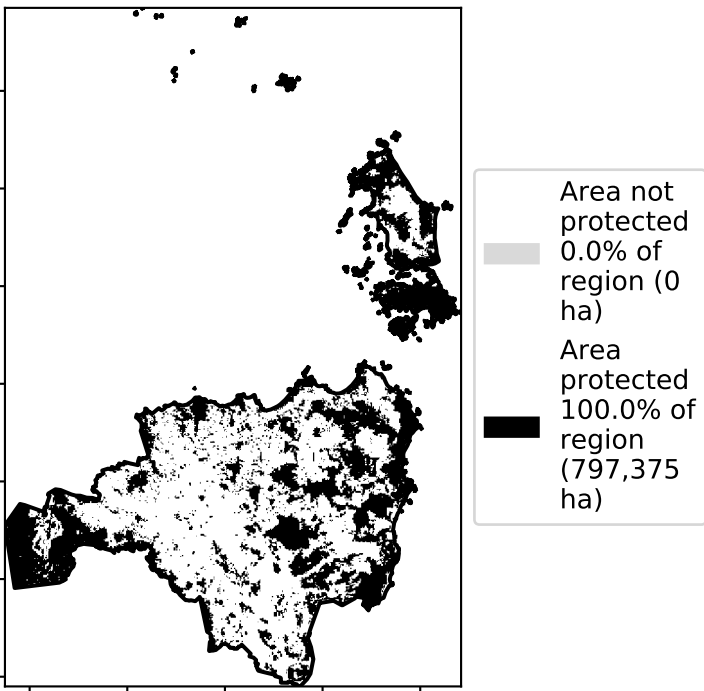 Area not
protected
0.0% of
region (0
ha)
Area
protected
100.0% of
region
(797,375
ha)